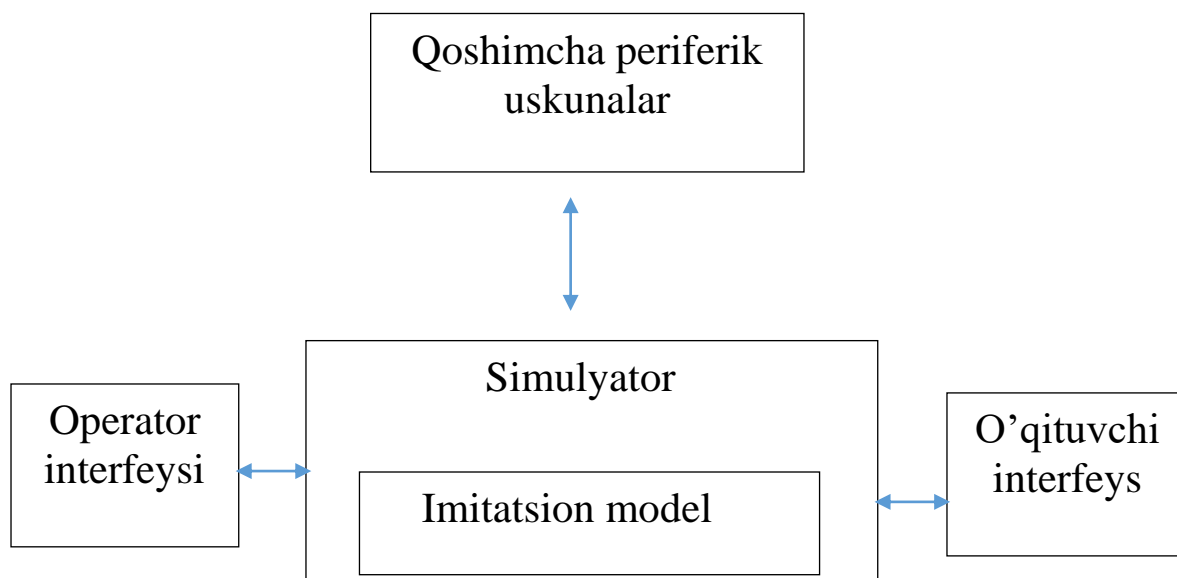 Qoshimcha periferik
uskunalar
Simulyator
Operator
interfeysi
O’qituvchi
interfeys
Imitatsion model